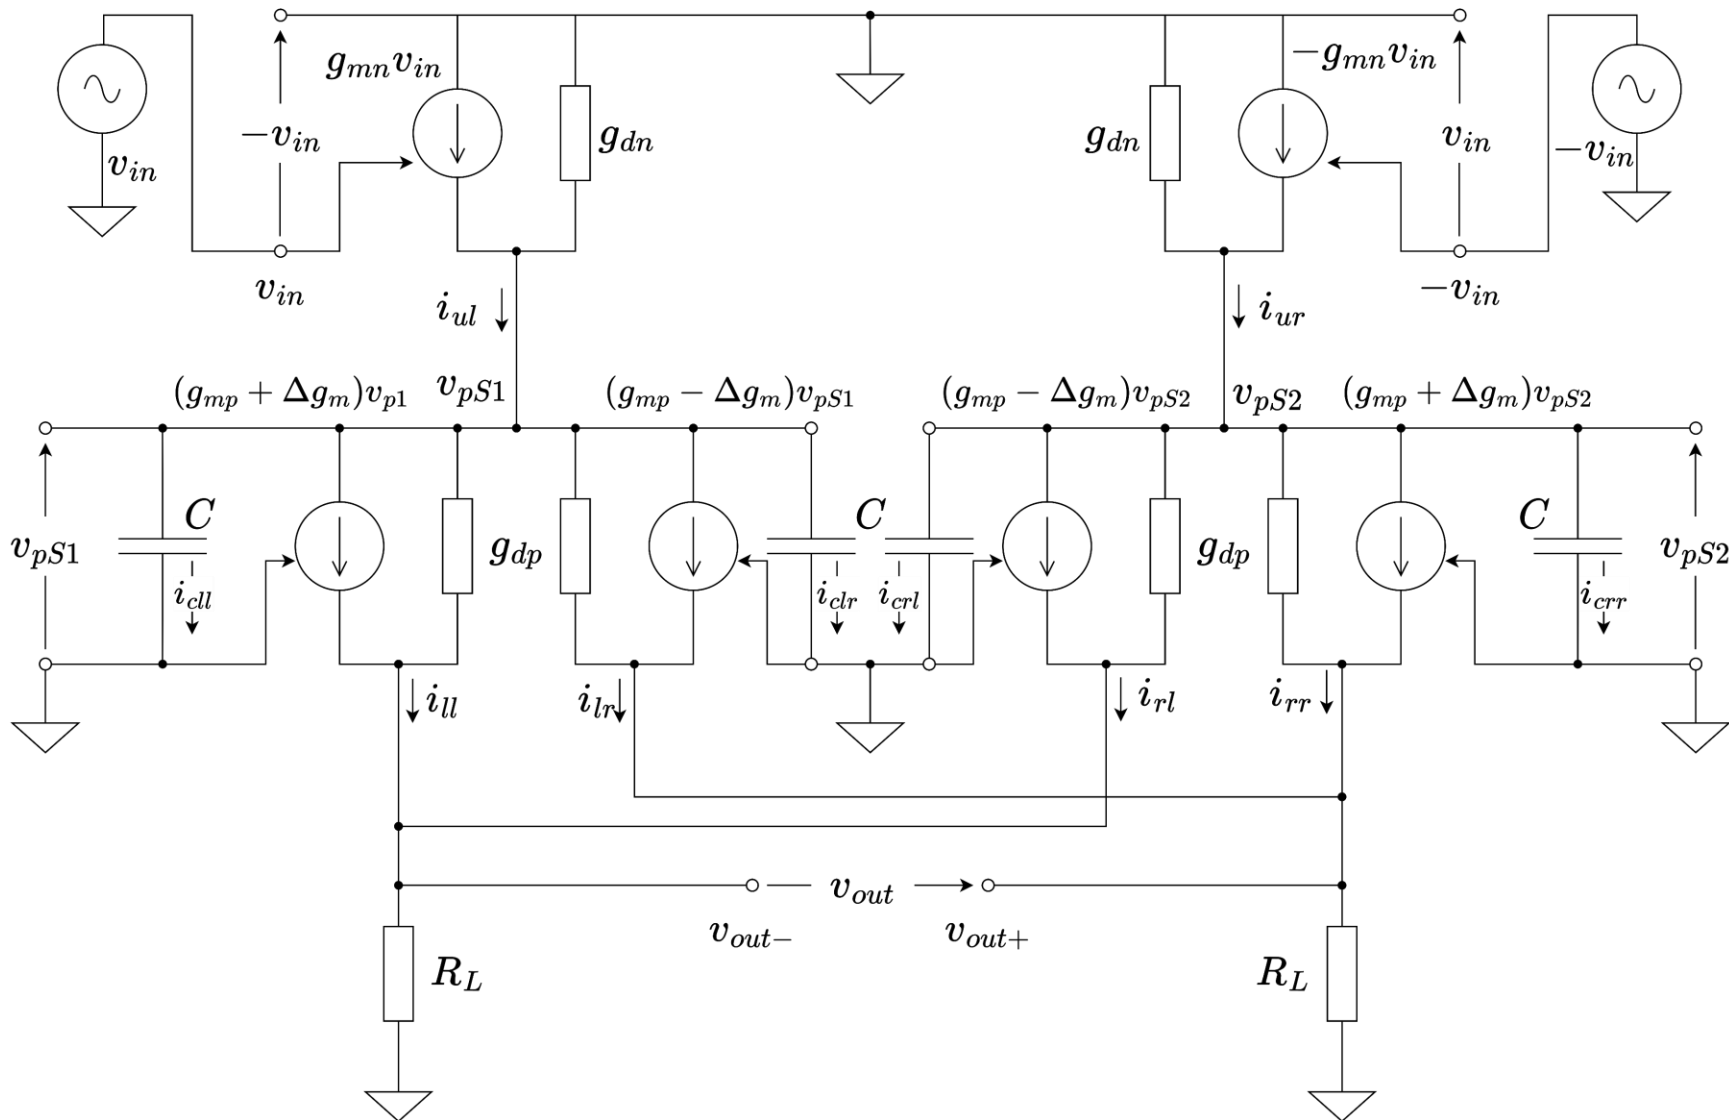 g_{mn}v_{in}
-g_{mn}v_{in}
-v_{in}
g_{dn}
g_{dn}
v_{in}
v_{in}
-v_{in}
v_{in}
-v_{in}
i_{ul}
i_{ur}
(g_{mp} + Δg_m)v_{p1}
v_{pS1}
(g_{mp} - Δg_m)v_{pS1}
(g_{mp} - Δg_m)v_{pS2}
v_{pS2}
(g_{mp} + Δg_m)v_{pS2}
C
C
C
v_{pS1}
g_{dp}
g_{dp}
v_{pS2}
i_{cll}
i_{clr}
i_{crl}
i_{crr}
i_{ll}
i_{lr}
i_{rl}
i_{rr}
v_{out}
v_{out-}
v_{out+}
R_L
R_L